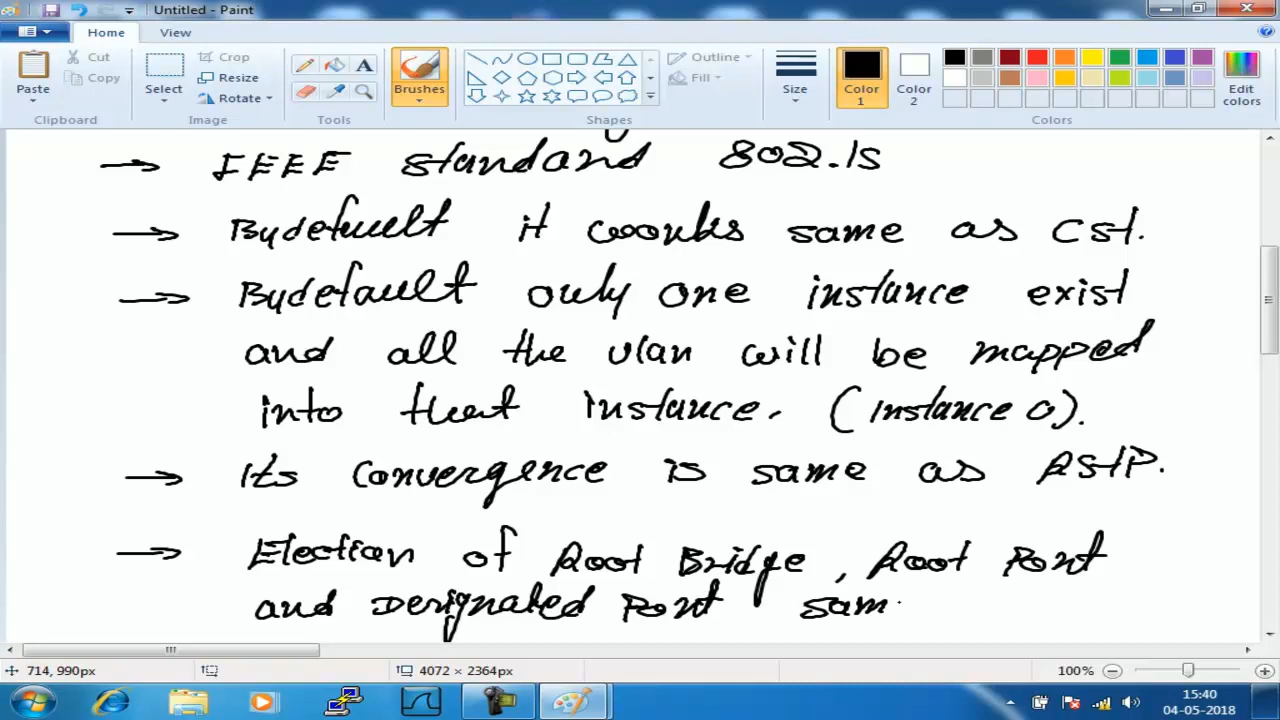 Untitled - Paint
Home View
Paste
Cut
Copy
Clipboard
Select
Crop
Resize
Rotate
Image
Tools
Brushes
Shapes
Outline
Fill
Size
Color 1
Color 2
Edit colors
Colors
→ IEEE standard 802.1s
→ Bydefault it works same as Cst.
→ Bydefault only one instance exist
and all the vlan will be mapped
into that instance. (instance 0).
→ Its convergence is same as RSTP.
→ Election of Root Bridge, Root Port
and Designated Port sam
714, 990px
4072 × 2364px
100%
15:40
04-05-2018